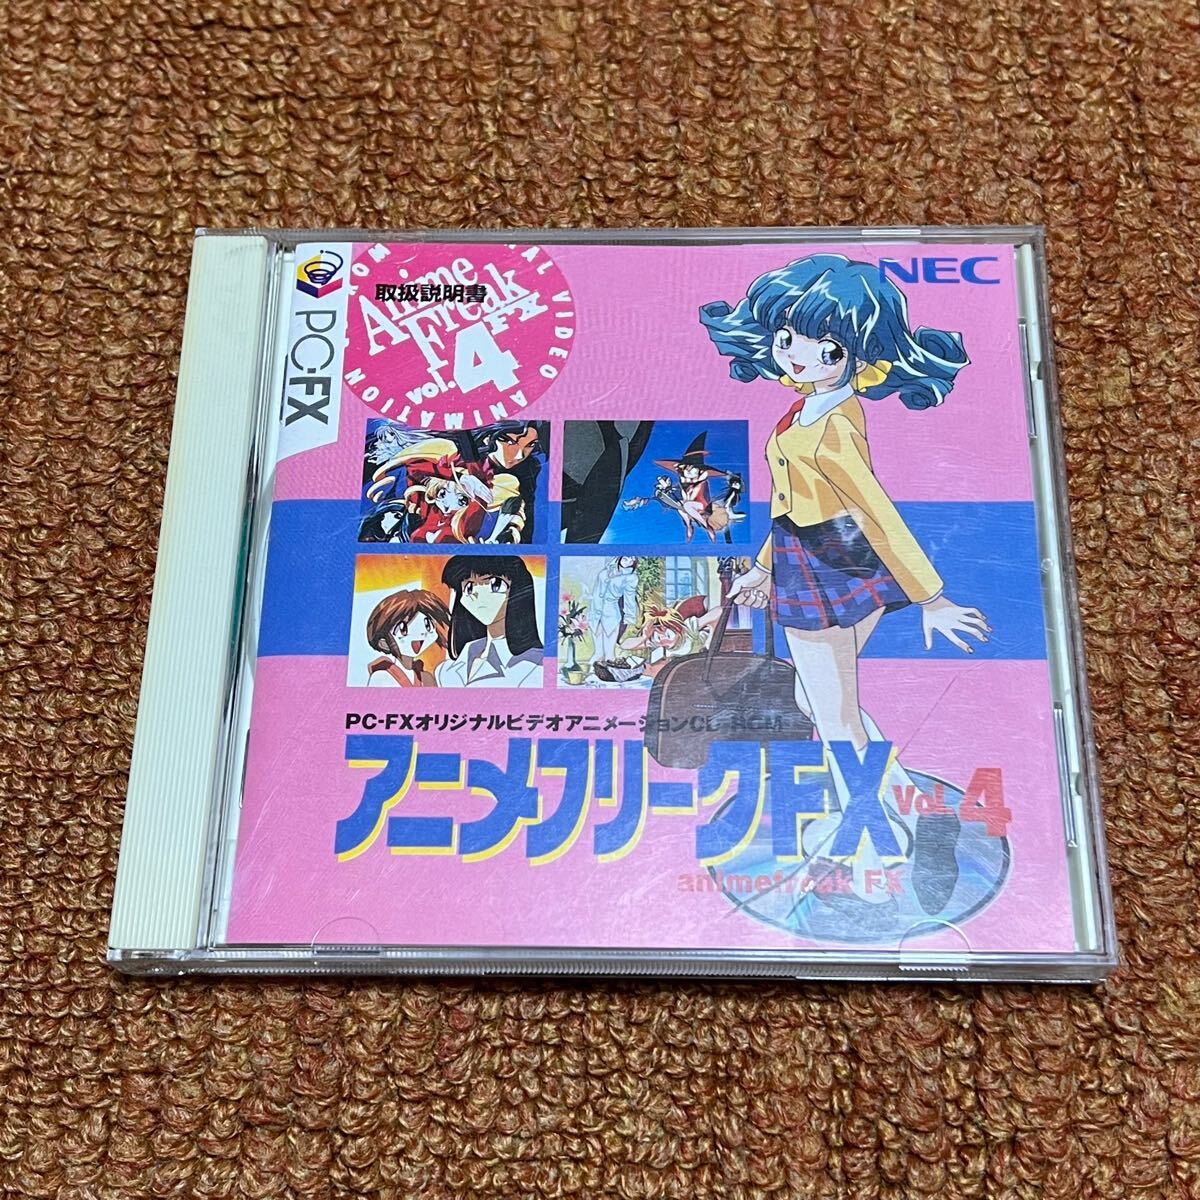 PC-FX
取扱説明書
Anime
Freak
FX
vol. 4
ANIMATION
VIDEO
NEC
PC-FXオリジナルビデオアニメーションCD-ROM
アニメフリークFX
Vol. 4
animefreak FX